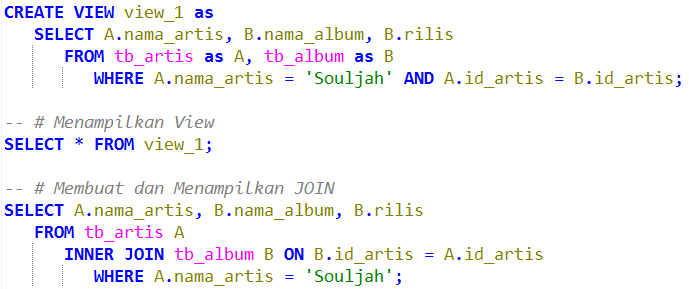 CREATE VIEW view_1 as
SELECT A.nama_artis, B.nama_album, B.rilis
FROM tb_artis as A, tb_album as B
WHERE A.nama_artis = 'Souljah' AND A.id_artis = B.id_artis;
-- # Menampilkan View
SELECT * FROM view_1;
-- # Membuat dan Menampilkan JOIN
SELECT A.nama_artis, B.nama_album, B.rilis
FROM tb_artis A
INNER JOIN tb_album B ON B.id_artis = A.id_artis
WHERE A.nama_artis = 'Souljah';